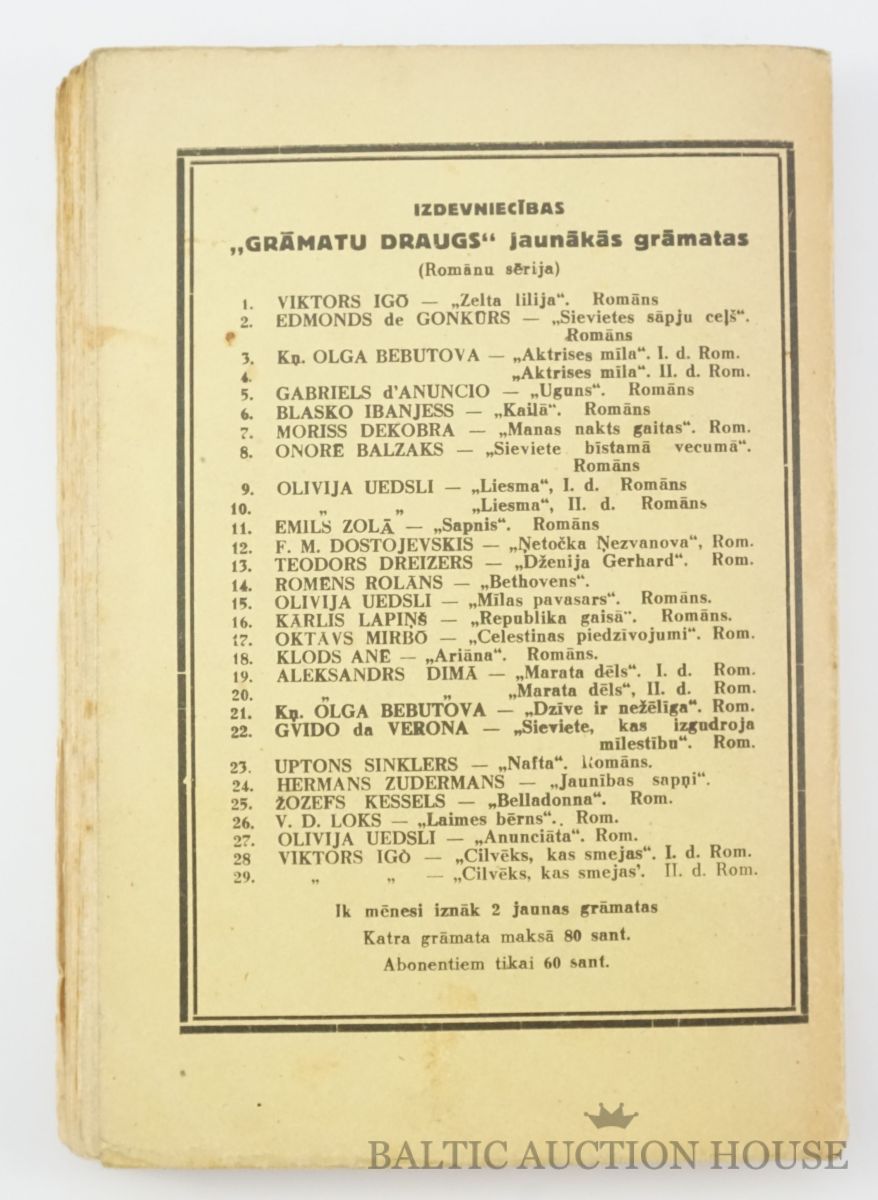 IZDEVNIECĪBAS
„GRĀMATU DRAUGS“ jaunākās grāmatas
(Romānu sērija)
1. VIKTORS IGO — „Zelta lilija“. Romāns
2. EDMONDS de GONKŪRS — „Sievietes sāpju ceļš“.
Romāns
3. Kņ. OLGA BEBUTOVA — „Aktrises mīla“. I. d. Rom.
4. „Aktrises mīla“. II. d. Rom.
5. GABRIELS d'ANUNCIO — „Uguns“. Romāns
6. BLASKO IBANJESS — „Kailā“. Romāns
7. MORISS DEKOBRA — „Manas nakts gaitas“. Rom.
8. ONORĒ BALZAKS — „Sieviete bīstamā vecumā“.
Romāns
9. OLIVIJA UEDSLI — „Liesma“, I. d. Romāns
10. „ „ „Liesma“, II. d. Romāns
11. EMILS ZOLĀ — „Sapnis“. Romāns
12. F. M. DOSTOJEVSKIS — „Ņetočka Ņezvanova“, Rom.
13. TEODORS DREIZERS — „Dženija Gerhard“. Rom.
14. ROMĒNS ROLĀNS — „Bethovens“.
15. OLIVIJA UEDSLI — „Mīlas pavasars“. Romāns.
16. KĀRLIS LAPIŅŠ — „Republika gaisā“. Romāns.
17. OKTĀVS MIRBŌ — „Celestinas piedzīvojumi“. Rom.
18. KLODS ANĒ — „Ariāna“. Romāns.
19. ALEKSANDRS DIMĀ — „Marata dēls“. I. d. Rom.
20. „ „ „Marata dēls“, II. d. Rom.
21. Kņ. OLGA BEBUTOVA — „Dzīve ir nežēlīga“. Rom.
22. GVIDO da VERONA — „Sieviete, kas izgudroja
mīlestību“. Rom.
23. UPTONS SINKLERS — „Nafta“. Romāns.
24. HERMANS ZUDERMANS — „Jaunības sapņi“.
25. ŽOZEFS KESSELS — „Belladonna“. Rom.
26. V. D. LOKS — „Laimes bērns“.. Rom.
27. OLIVIJA UEDSLI — „Anunciāta“. Rom.
28 VIKTORS IGŌ — „Cilvēks, kas smejas“. I. d. Rom.
29. „ „ — „Cilvēks, kas smejas'. II. d. Rom.
Ik mēnesi iznāk 2 jaunas grāmatas
Katra grāmata maksā 80 sant.
Abonentiem tikai 60 sant.
BALTIC AUCTION HOUSE